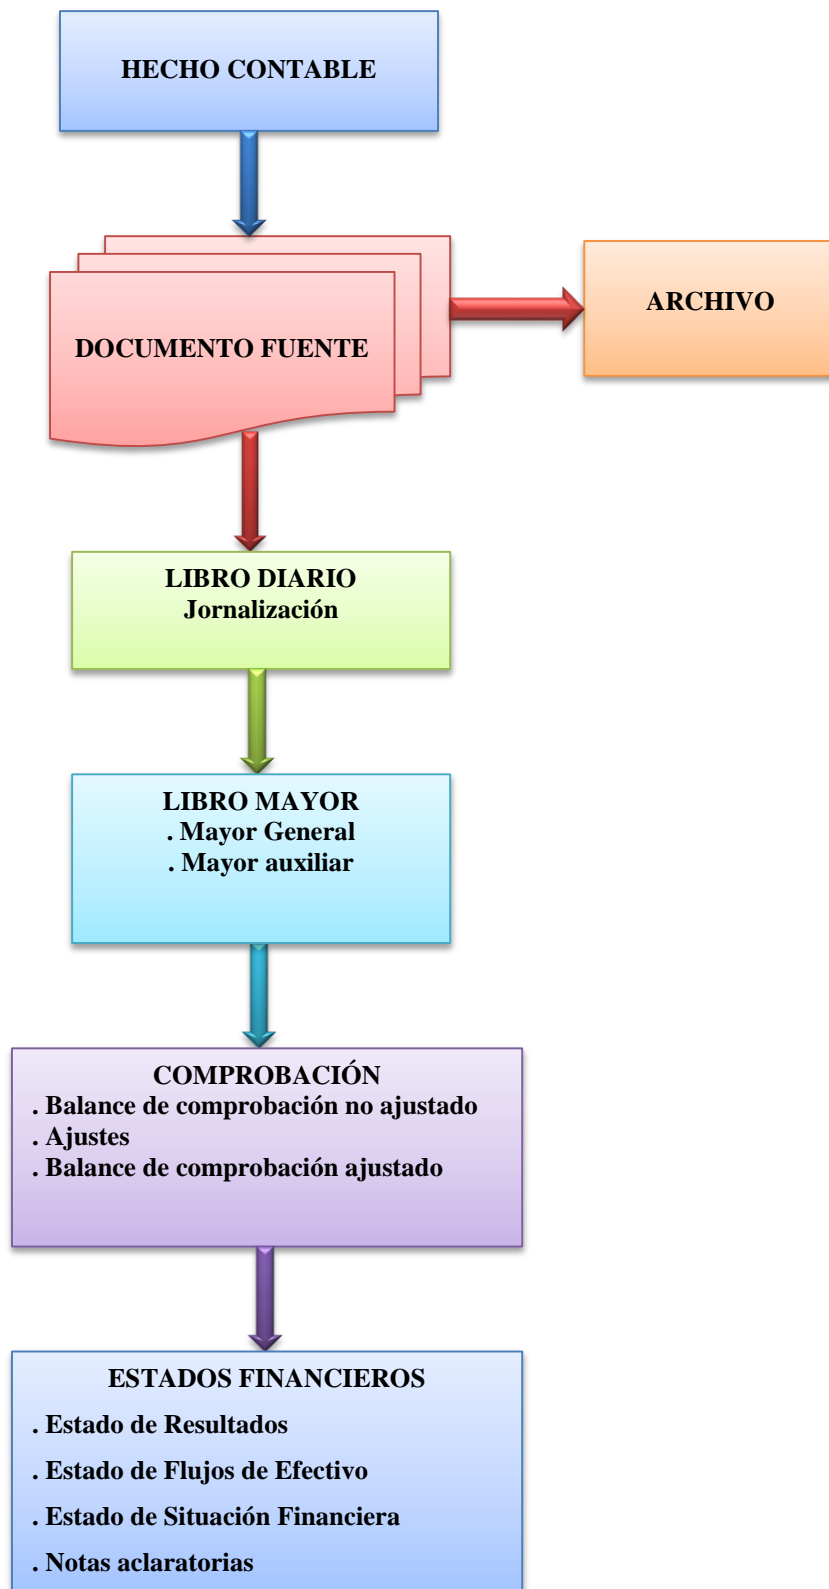 HECHO CONTABLE
DOCUMENTO FUENTE
ARCHIVO
LIBRO DIARIO
Jornalización
LIBRO MAYOR
. Mayor General
. Mayor auxiliar
COMPROBACIÓN
. Balance de comprobación no ajustado
. Ajustes
. Balance de comprobación ajustado
ESTADOS FINANCIEROS
. Estado de Resultados
. Estado de Flujos de Efectivo
. Estado de Situación Financiera
. Notas aclaratorias